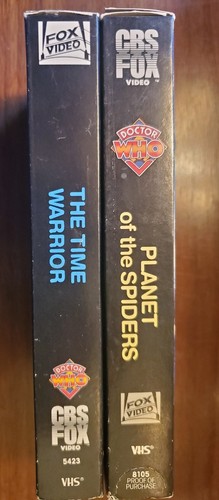 FOX
VIDEO
THE TIME
WARRIOR
DOCTOR
WHO
CBS
FOX
VIDEO
5423
VHS
CBS
FOX
VIDEO™
DOCTOR
WHO
PLANET
of the SPIDERS
FOX
VIDEO
VHS
8105
PROOF OF
PURCHASE